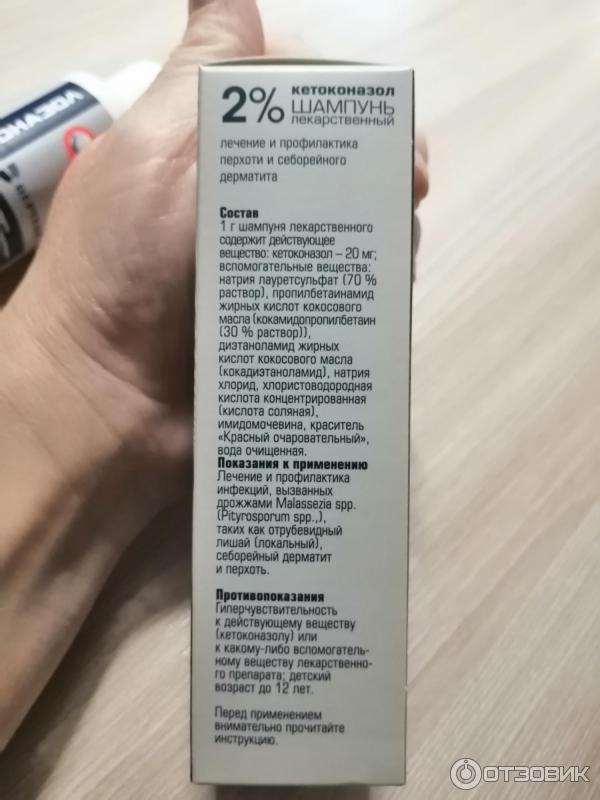 2% кетоконазол
ШАМПУНЬ
лекарственный
лечение и профилактика
перхоти и себорейного
дерматита
Состав
1 г шампуня лекарственного
содержит действующее
вещество: кетоконазол – 20 мг;
вспомогательные вещества:
натрия лауретсульфат (70 %
раствор), пропилбетаинамид
жирных кислот кокосового
масла (кокамидопропилбетаин
(30 % раствор)),
диэтаноламид жирных
кислот кокосового масла
(кокадиэтаноламид), натрия
хлорид, хлористоводородная
кислота концентрированная
(кислота соляная),
имидомочевина, краситель
«Красный очаровательный»,
вода очищенная.
Показания к применению
Лечение и профилактика
инфекций, вызванных
дрожжами Malassezia spp.
(Pityrosporum spp.,),
таких как отрубевидный
лишай (локальный),
себорейный дерматит
и перхоть.
Противопоказания
Гиперчувствительность
к действующему веществу
(кетоконазолу) или
к какому-либо вспомогатель-
ному веществу лекарственно-
го препарата; детский
возраст до 12 лет.
Перед применением
внимательно прочитайте
инструкцию.
ОТЗОВИК